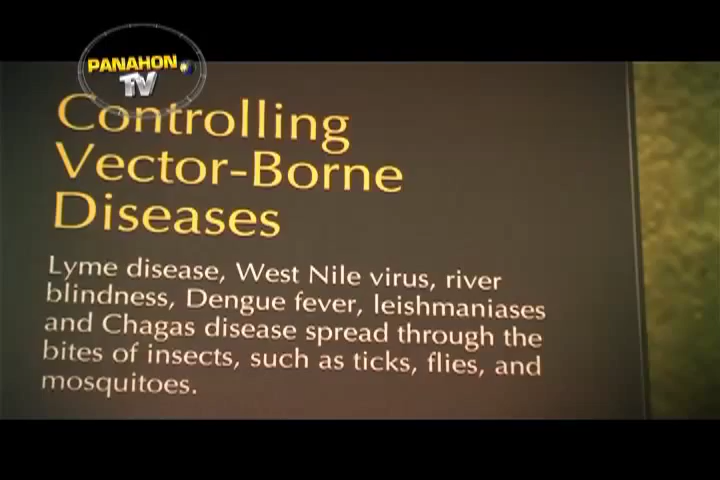 PANAHON
TV
Controlling
Vector-Borne
Diseases
Lyme disease, West Nile virus, river
blindness, Dengue fever, leishmaniases
and Chagas disease spread through the
bites of insects, such as ticks, flies, and
mosquitoes.